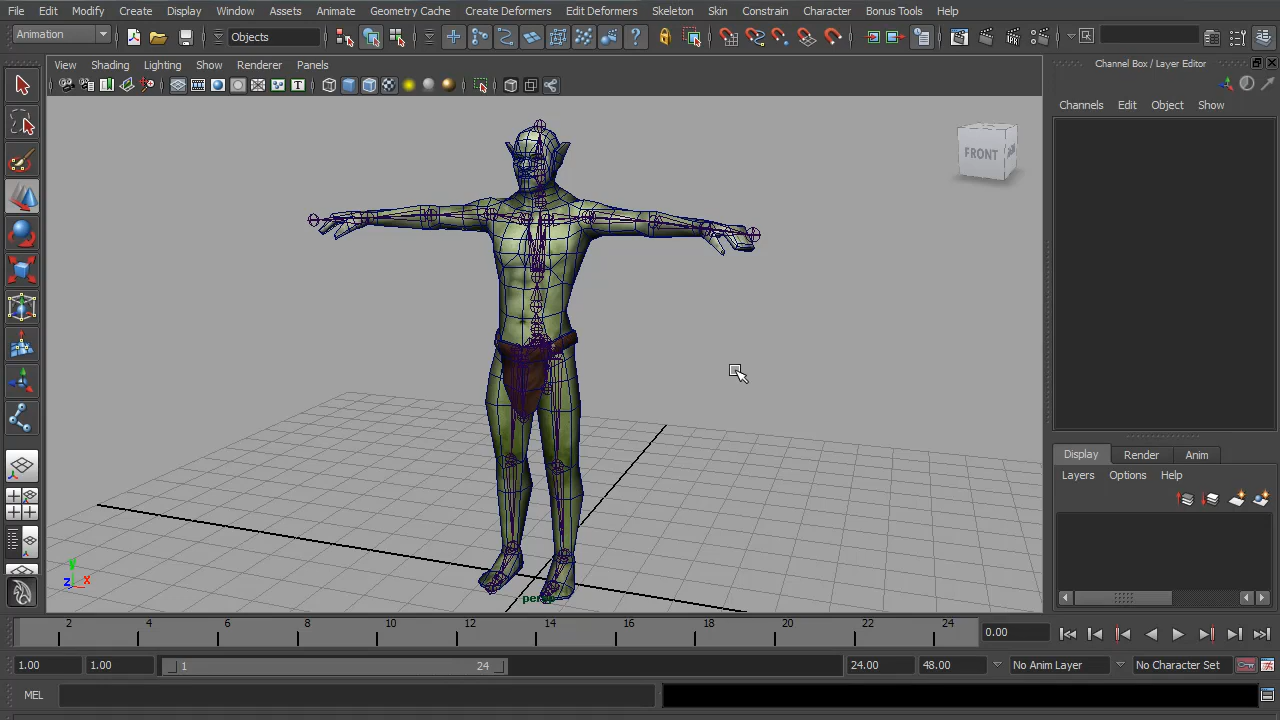 File Edit Modify Create Display Window Assets Animate Geometry Cache Create Deformers Edit Deformers Skeleton Skin Constrain Character Bonus Tools Help
Animation Objects
View Shading Lighting Show Renderer Panels
Channel Box / Layer Editor
Channels Edit Object Show
FRONT
Display Render Anim
Layers Options Help
y
z x
persp
2 4 6 8 10 12 14 16 18 20 22 24 0.00
1.00 1.00 1 24 24.00 48.00 No Anim Layer No Character Set
MEL